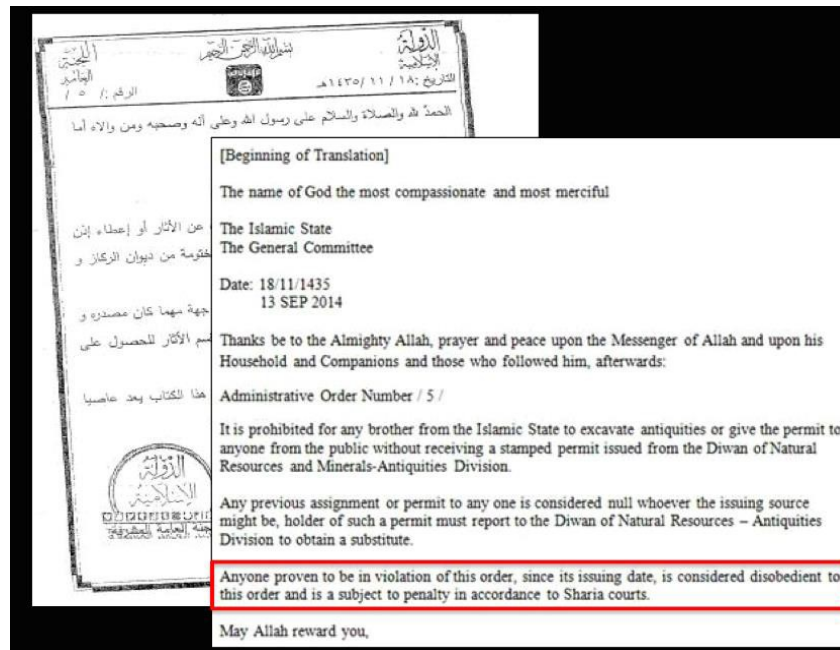 الدولة الإسلامية
بسم الله الرحمن الرحيم
اللجنة
التاريخ: ١٨ / ١١ / ١٤٣٥هـ
الرقم: / ٥ /
الحمد لله والصلاة والسلام على رسول الله وعلى آله وصحبه ومن والاه أما
عن الآثار أو إعطاء إذن
ختومة من ديوان الركاز و
جهة مهما كان مصدره و
سم الآثار للحصول على
هذا الكتاب يعد عاصيا
الدولة
الإسلامية
[Beginning of Translation]
The name of God the most compassionate and most merciful
The Islamic State
The General Committee
Date: 18/11/1435
13 SEP 2014
Thanks be to the Almighty Allah, prayer and peace upon the Messenger of Allah and upon his
Household and Companions and those who followed him, afterwards:
Administrative Order Number / 5 /
It is prohibited for any brother from the Islamic State to excavate antiquities or give the permit to
anyone from the public without receiving a stamped permit issued from the Diwan of Natural
Resources and Minerals-Antiquities Division.
Any previous assignment or permit to any one is considered null whoever the issuing source
might be, holder of such a permit must report to the Diwan of Natural Resources – Antiquities
Division to obtain a substitute.
Anyone proven to be in violation of this order, since its issuing date, is considered disobedient to
this order and is a subject to penalty in accordance to Sharia courts.
May Allah reward you,